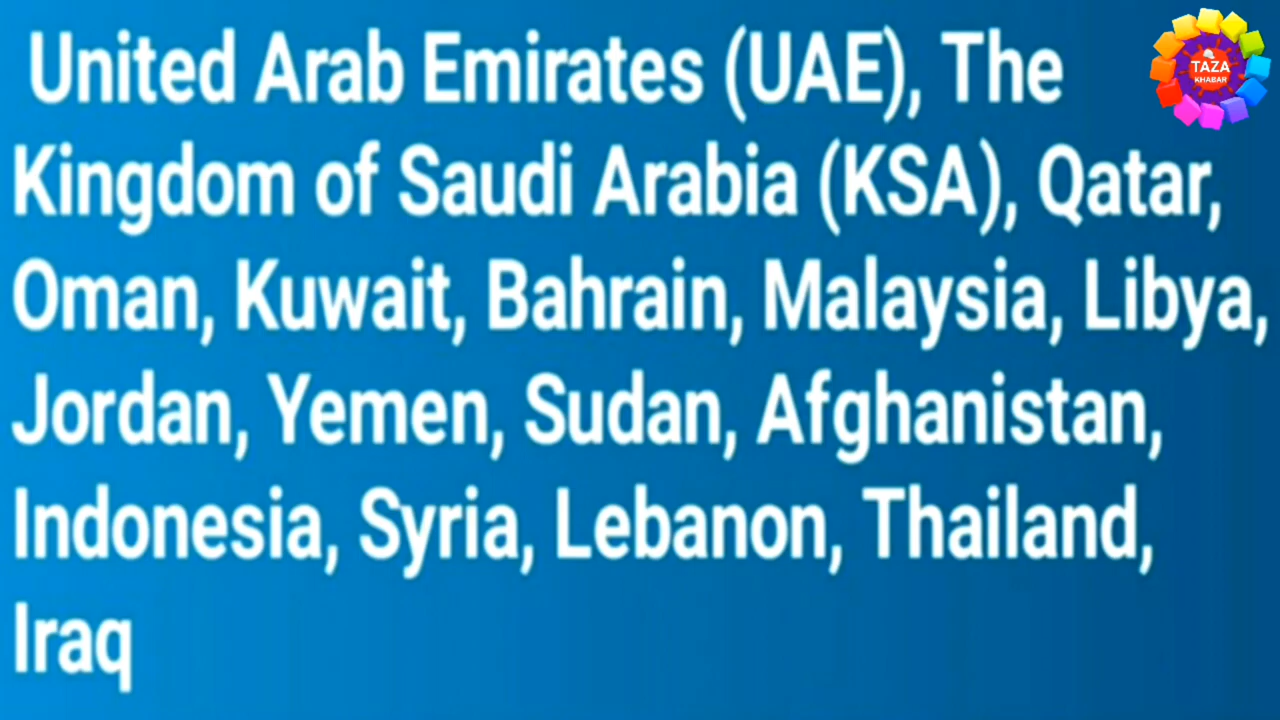 United Arab Emirates (UAE), The
Kingdom of Saudi Arabia (KSA), Qatar,
Oman, Kuwait, Bahrain, Malaysia, Libya,
Jordan, Yemen, Sudan, Afghanistan,
Indonesia, Syria, Lebanon, Thailand,
Iraq
TAZA
KHABAR